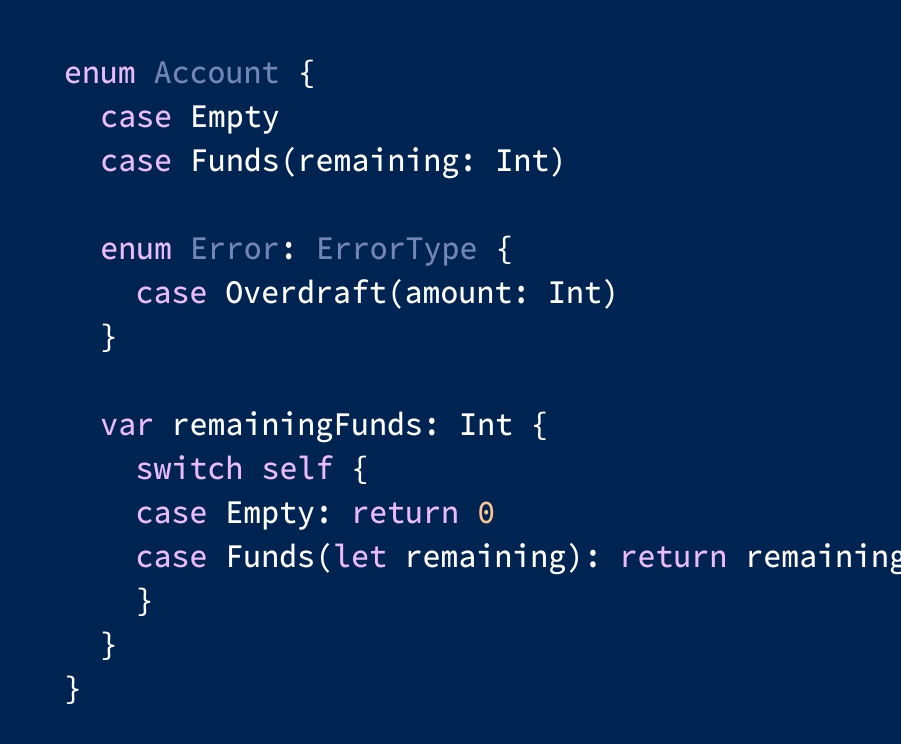 enum Account {
  case Empty
  case Funds(remaining: Int)

  enum Error: ErrorType {
    case Overdraft(amount: Int)
  }

  var remainingFunds: Int {
    switch self {
    case Empty: return 0
    case Funds(let remaining): return remaining
    }
  }
}